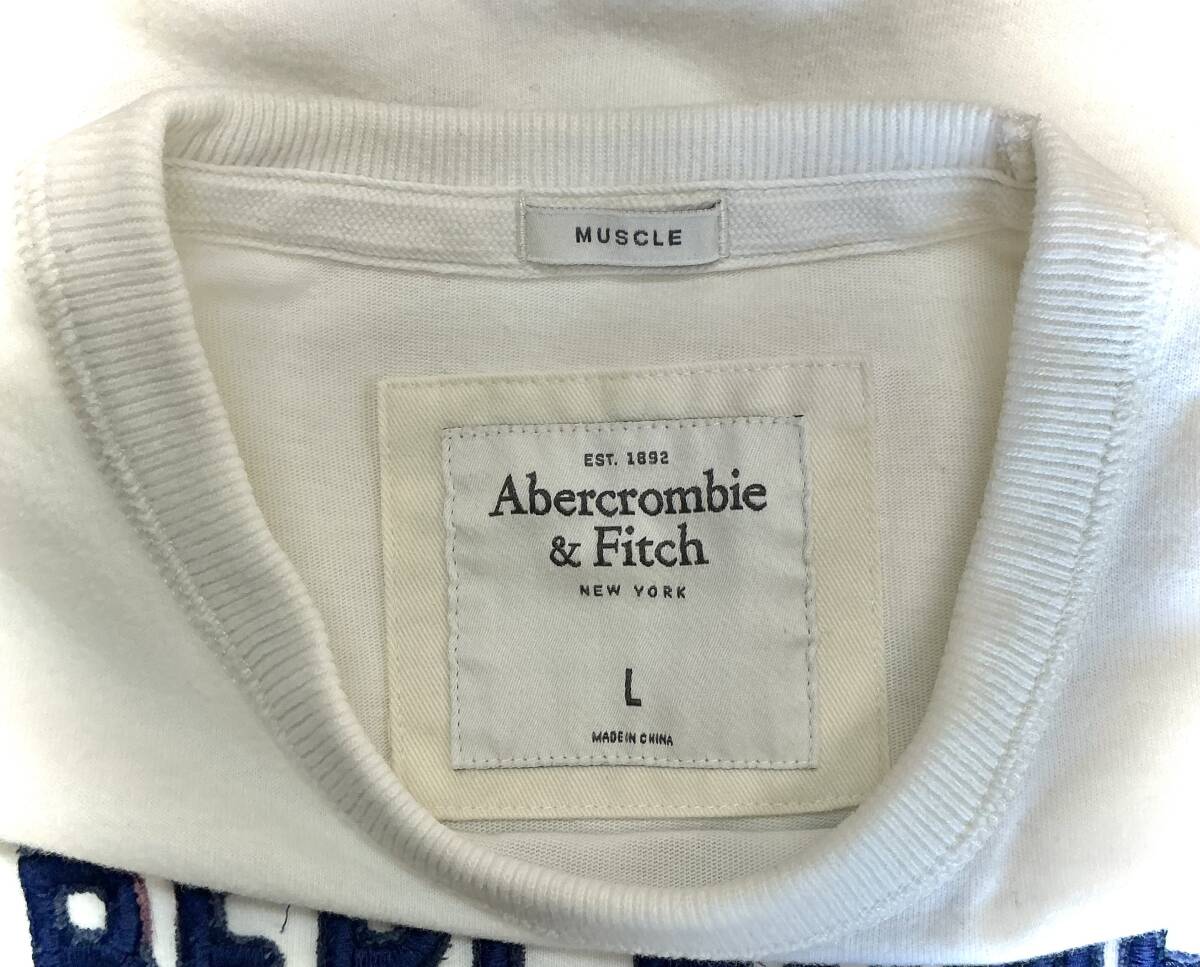 MUSCLE
EST. 1892
Abercrombie
& Fitch
NEW YORK
L
MADE IN CHINA